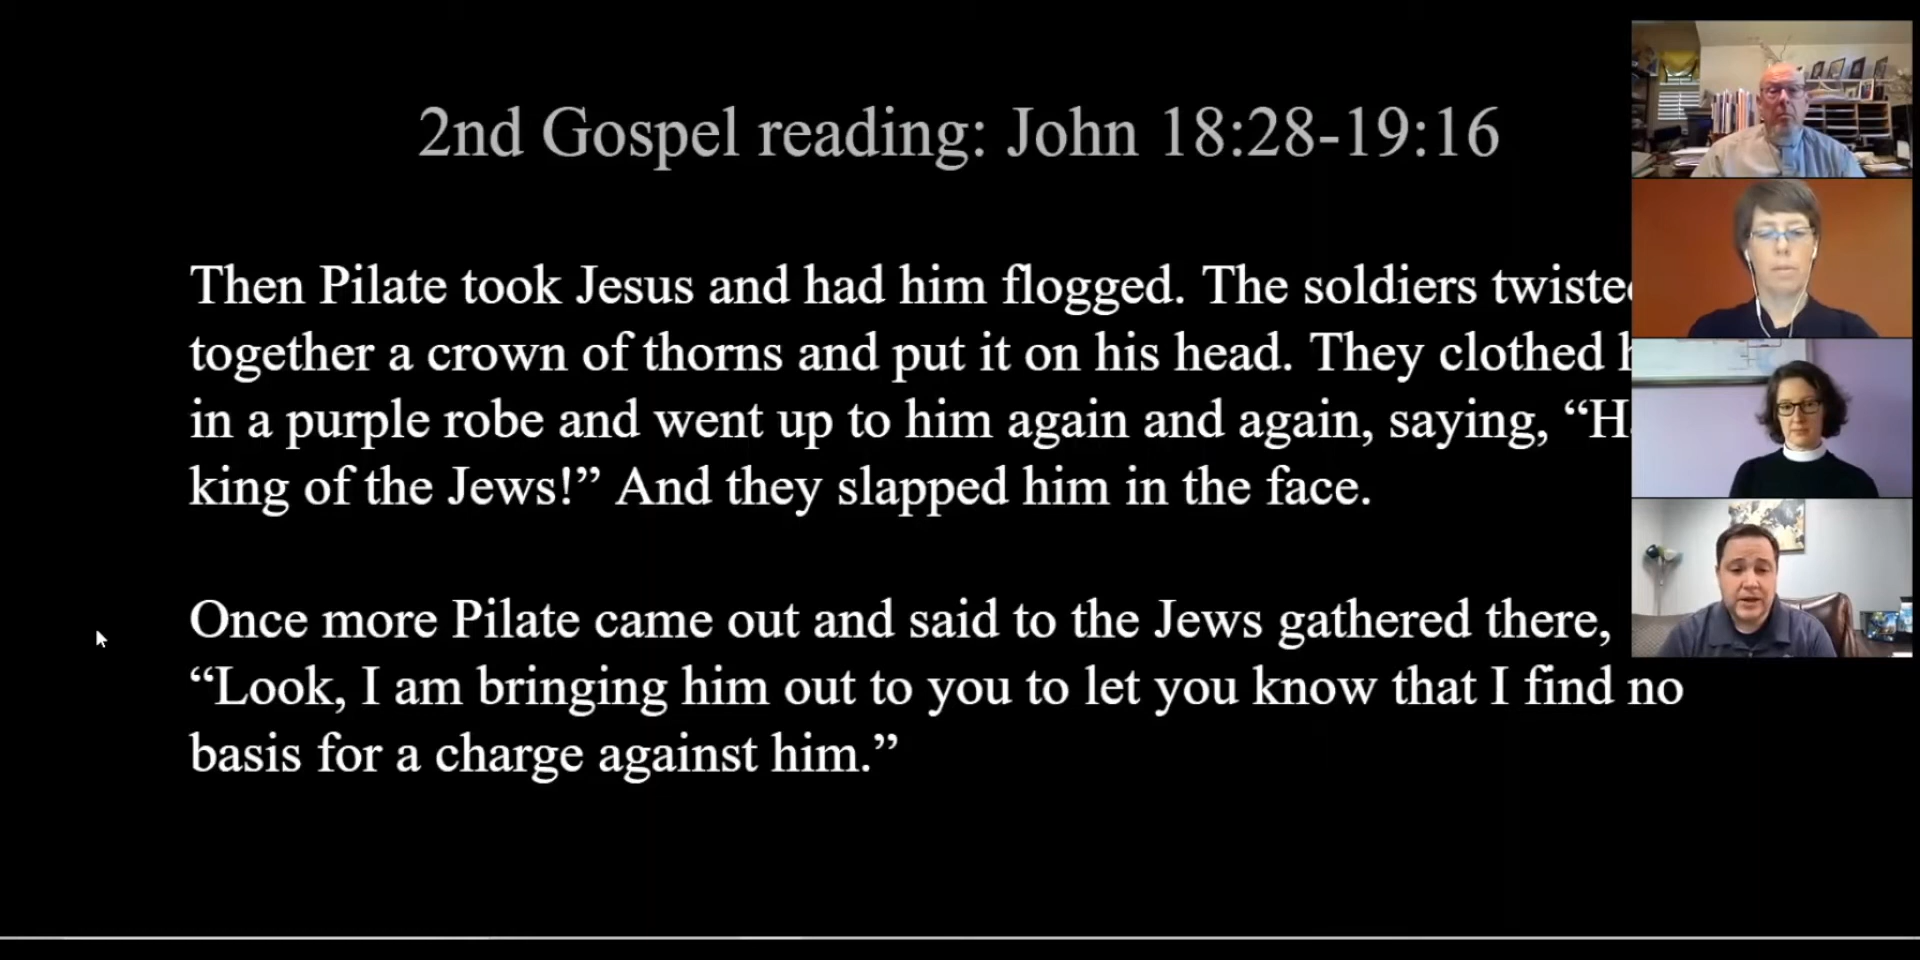 2nd Gospel reading: John 18:28-19:16
Then Pilate took Jesus and had him flogged. The soldiers twisted
together a crown of thorns and put it on his head. They clothed
in a purple robe and went up to him again and again, saying,
king of the Jews!” And they slapped him in the face.
Once more Pilate came out and said to the Jews gathered there,
“Look, I am bringing him out to you to let you know that I find no
basis for a charge against him.”